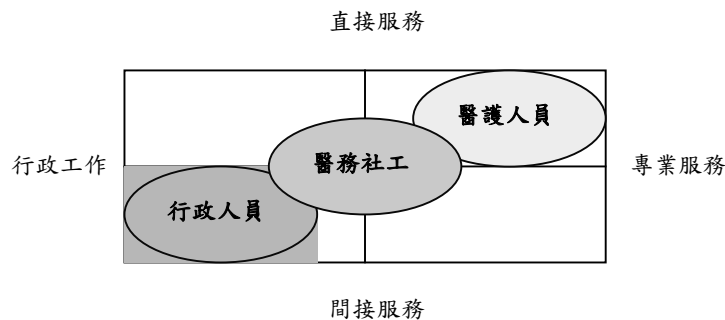 直接服務
醫護人員
行政工作
醫務社工
專業服務
行政人員
間接服務